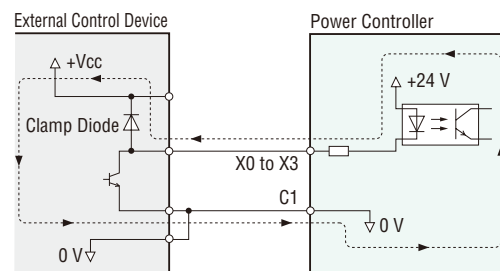 External Control Device
Power Controller
+Vcc
+24 V
Clamp Diode
X0 to X3
C1
0 V
0 V